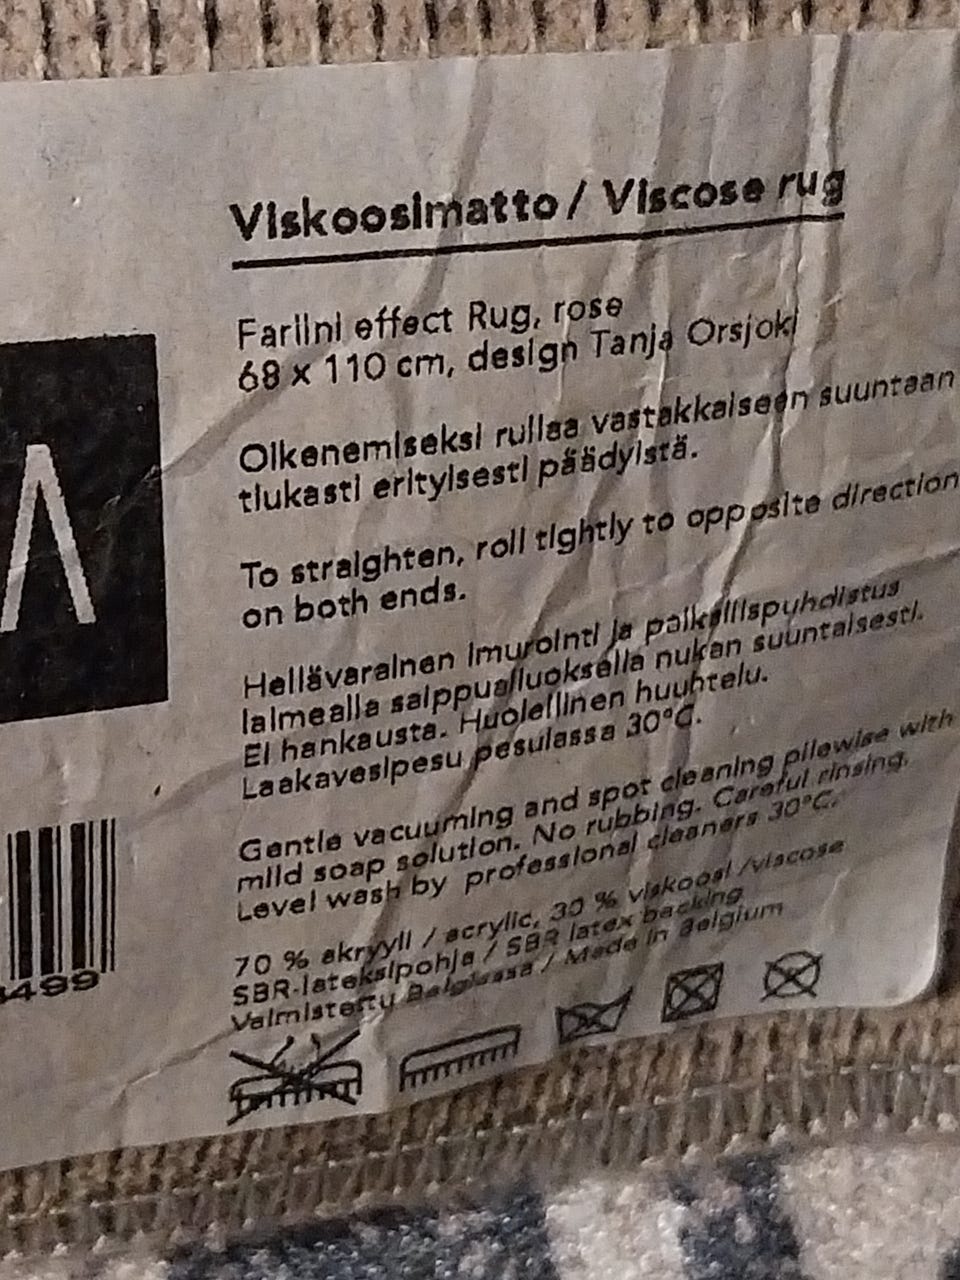 Viskoosimatto / Viscose rug
Fariini effect Rug, rose
68 x 110 cm, design Tanja Orsjoki
Oikenemiseksi rullaa vastakkaiseen suuntaan
tiukasti erityisesti päädyistä.
To straighten, roll tightly to opposite direction
on both ends.
Hellävarainen imurointi ja paikallispuhdistus
laimealla saippualiuoksella nukan suuntaisesti.
Ei hankausta. Huolellinen huuhtelu.
Laakavesipesu pesulassa 30°C.
Gentle vacuuming and spot cleaning pilewise with
mild soap solution. No rubbing. Careful rinsing.
Level wash by professional cleaners 30°C.
70 % akryyli / acrylic, 30 % viskoosi /viscose
SBR-lateksipohja / SBR latex backing
Valmistettu Belgiassa / Made in Belgium
499